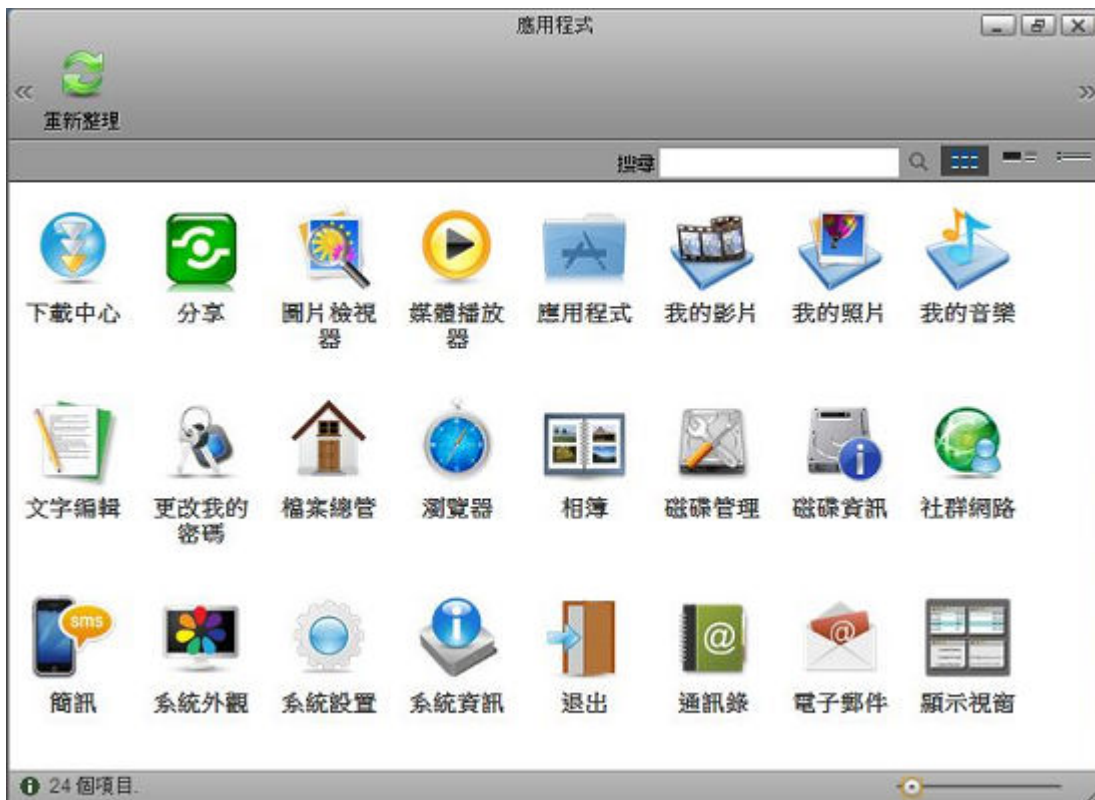 應用程式
重新整理
搜尋
下載中心
分享
圖片檢視
器
媒體播放
器
應用程式
我的影片
我的照片
我的音樂
文字編輯
更改我的
密碼
檔案總管
瀏覽器
相簿
磁碟管理
磁碟資訊
社群網路
sms
簡訊
系統外觀
系統設置
系統資訊
退出
@
通訊錄
@
電子郵件
顯示視窗
24 個項目.